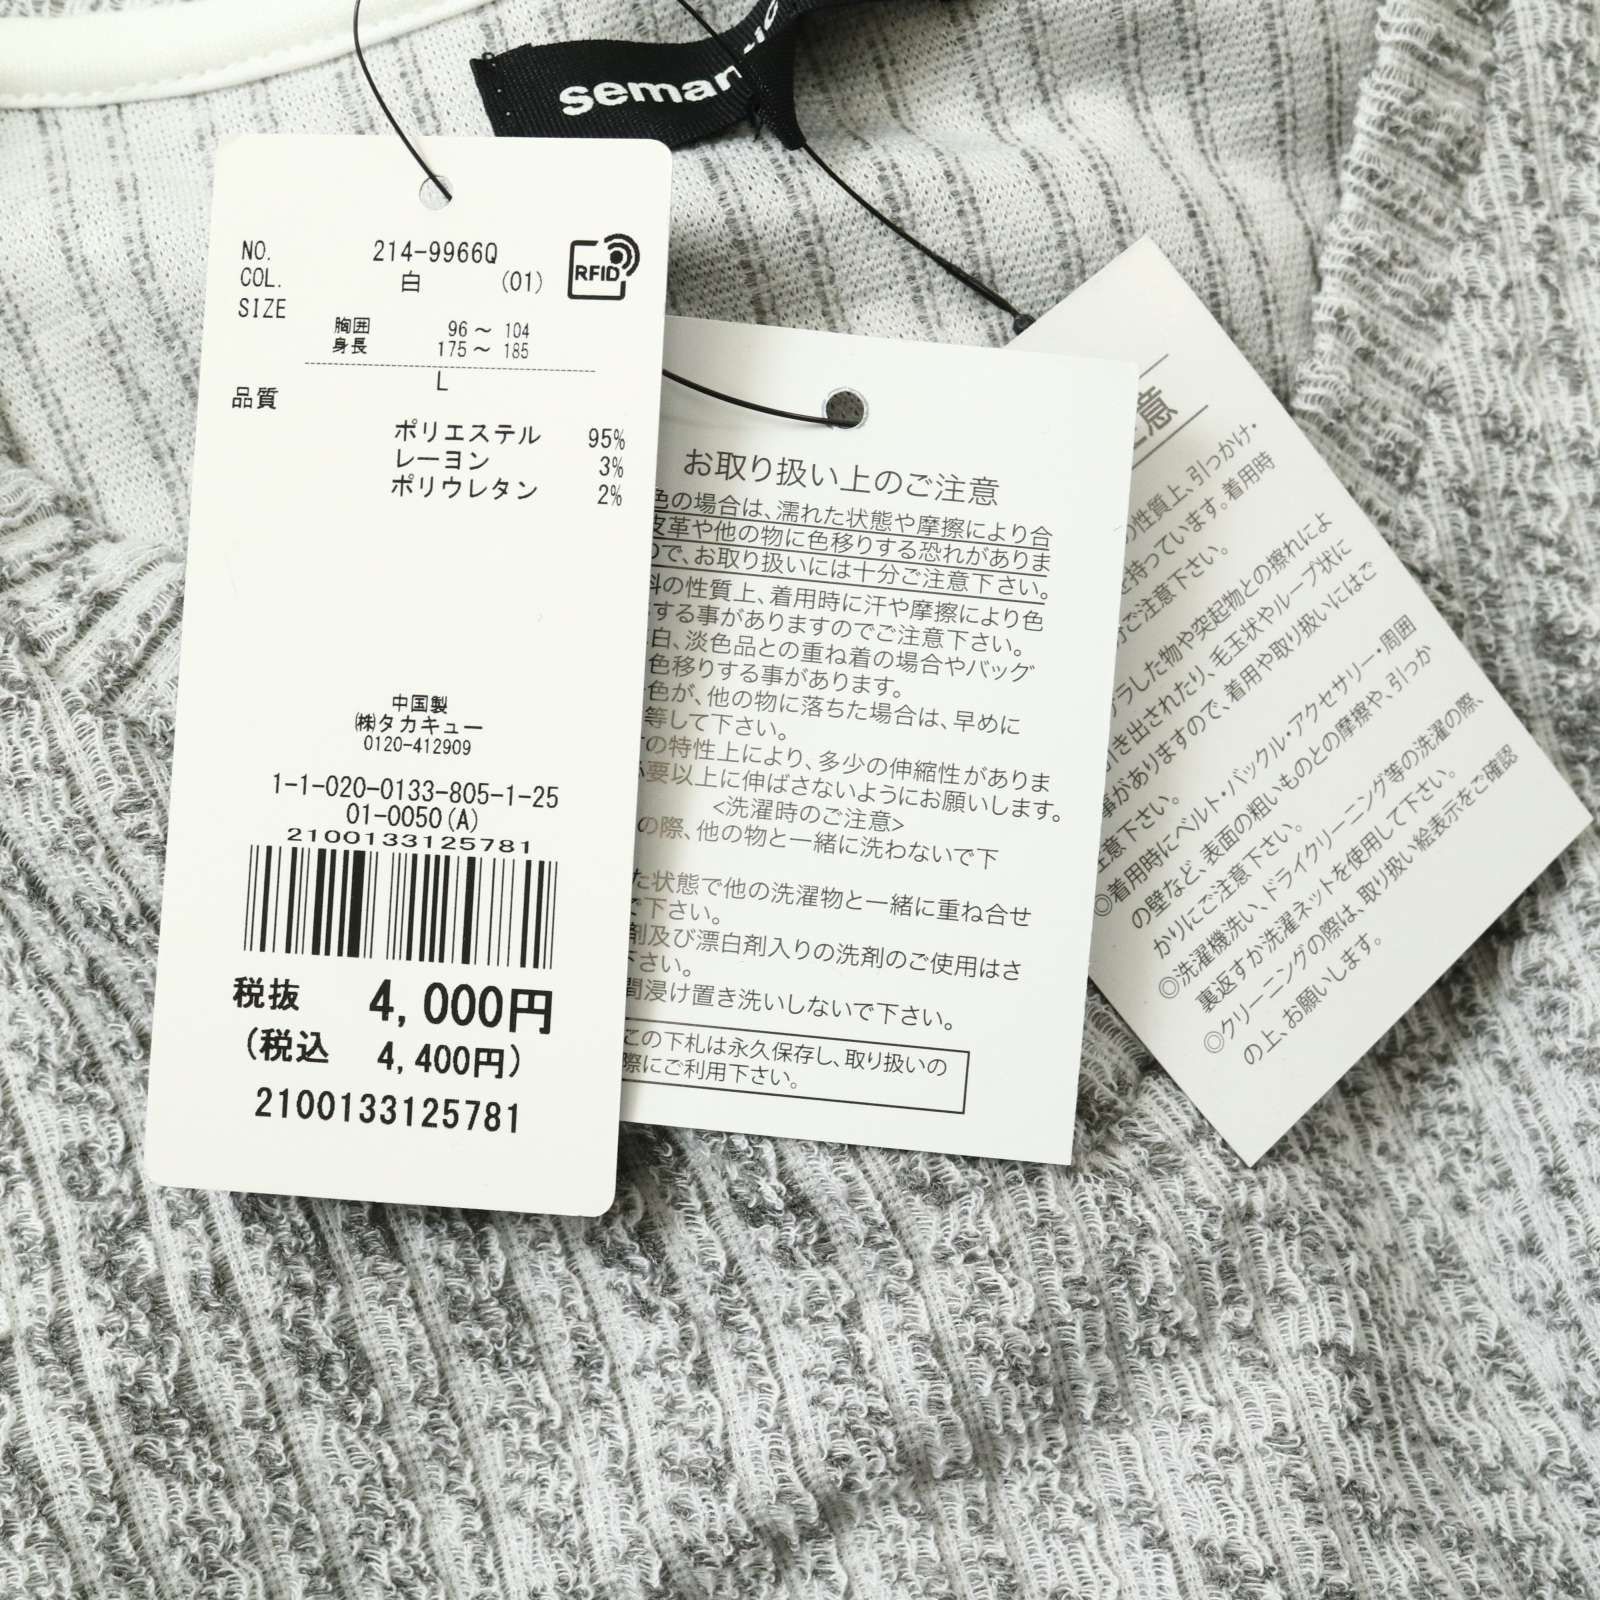 NO. 214-9966Q
COL. 白 (01)
RFID
SIZE
胸囲 96～ 104
身長 175～ 185
L
品質
ポリエステル 95%
レーヨン 3%
ポリウレタン 2%
中国製
㈱タカキュー
0120-412909
1-1-020-0133-805-1-25
01-0050(A)
2100133125781
税抜 4,000円
(税込 4,400円)
2100133125781
お取り扱い上のご注意
色の場合は、濡れた状態や摩擦により合
皮革や他の物に色移りする恐れがありま
ので、お取り扱いには十分ご注意下さい。
料の性質上、着用時に汗や摩擦により色
する事がありますのでご注意下さい。
白、淡色品との重ね着の場合やバッグ
色移りする事があります。
色が、他の物に落ちた場合は、早めに
等して下さい。
の特性上により、多少の伸縮性がありま
必要以上に伸ばさないようにお願いします。
<洗濯時のご注意>
の際、他の物と一緒に洗わないで下
た状態で他の洗濯物と一緒に重ね合せ
で下さい。
剤及び漂白剤入りの洗剤のご使用はさ
下さい。
間浸け置き洗いしないで下さい。
この下札は永久保存し、取り扱いの
際にご利用下さい。
意
の性質上、引っかけ・
を持っています。着用時
ご注意下さい。
ラした物や突起物との擦れによ
引き出されたり、毛玉状やループ状に
事がありますので、着用や取り扱いにはご
注意下さい。
◎着用時にベルト・バックル・アクセサリー・周囲
の壁など、表面の粗いものとの摩擦や、引っか
かりにご注意下さい。
◎洗濯機洗い、ドライクリーニング等の洗濯の際、
裏返すか洗濯ネットを使用して下さい。
◎クリーニングの際は、取り扱い絵表示をご確認
の上、お願いします。